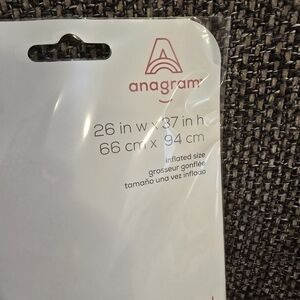 anagram
26 in w x 37 in h
66 cm x 94 cm
inflated size
grosseur gonflée
tamaño una vez inflado